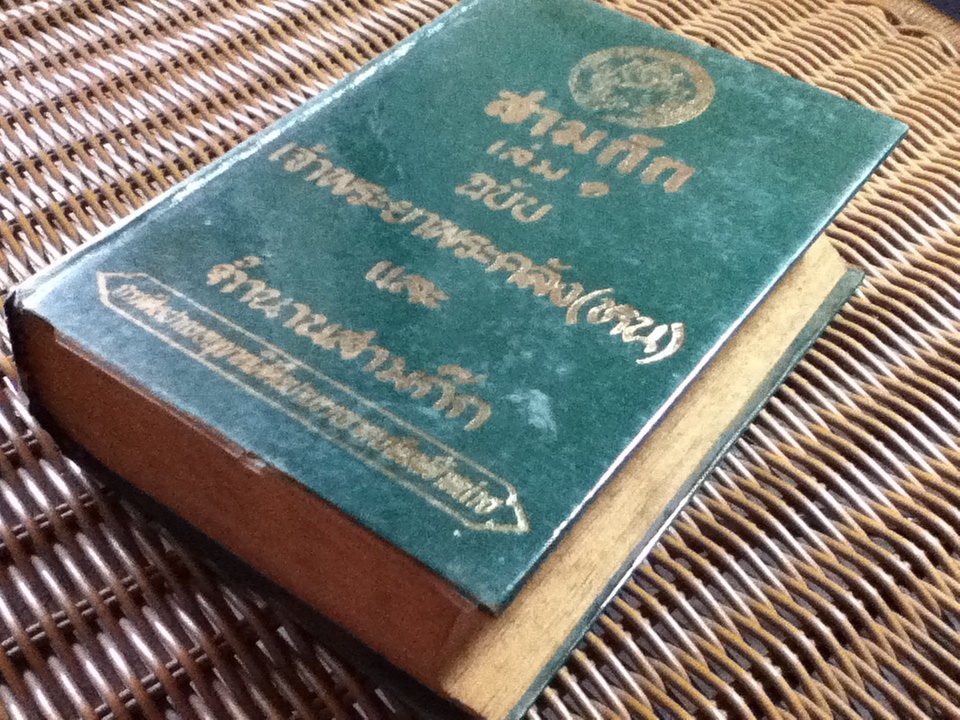 สามก๊ก
เล่ม ๑
ฉบับ
เจ้าพระยาพระคลัง(หน)
และ
ตำนานสามก๊ก